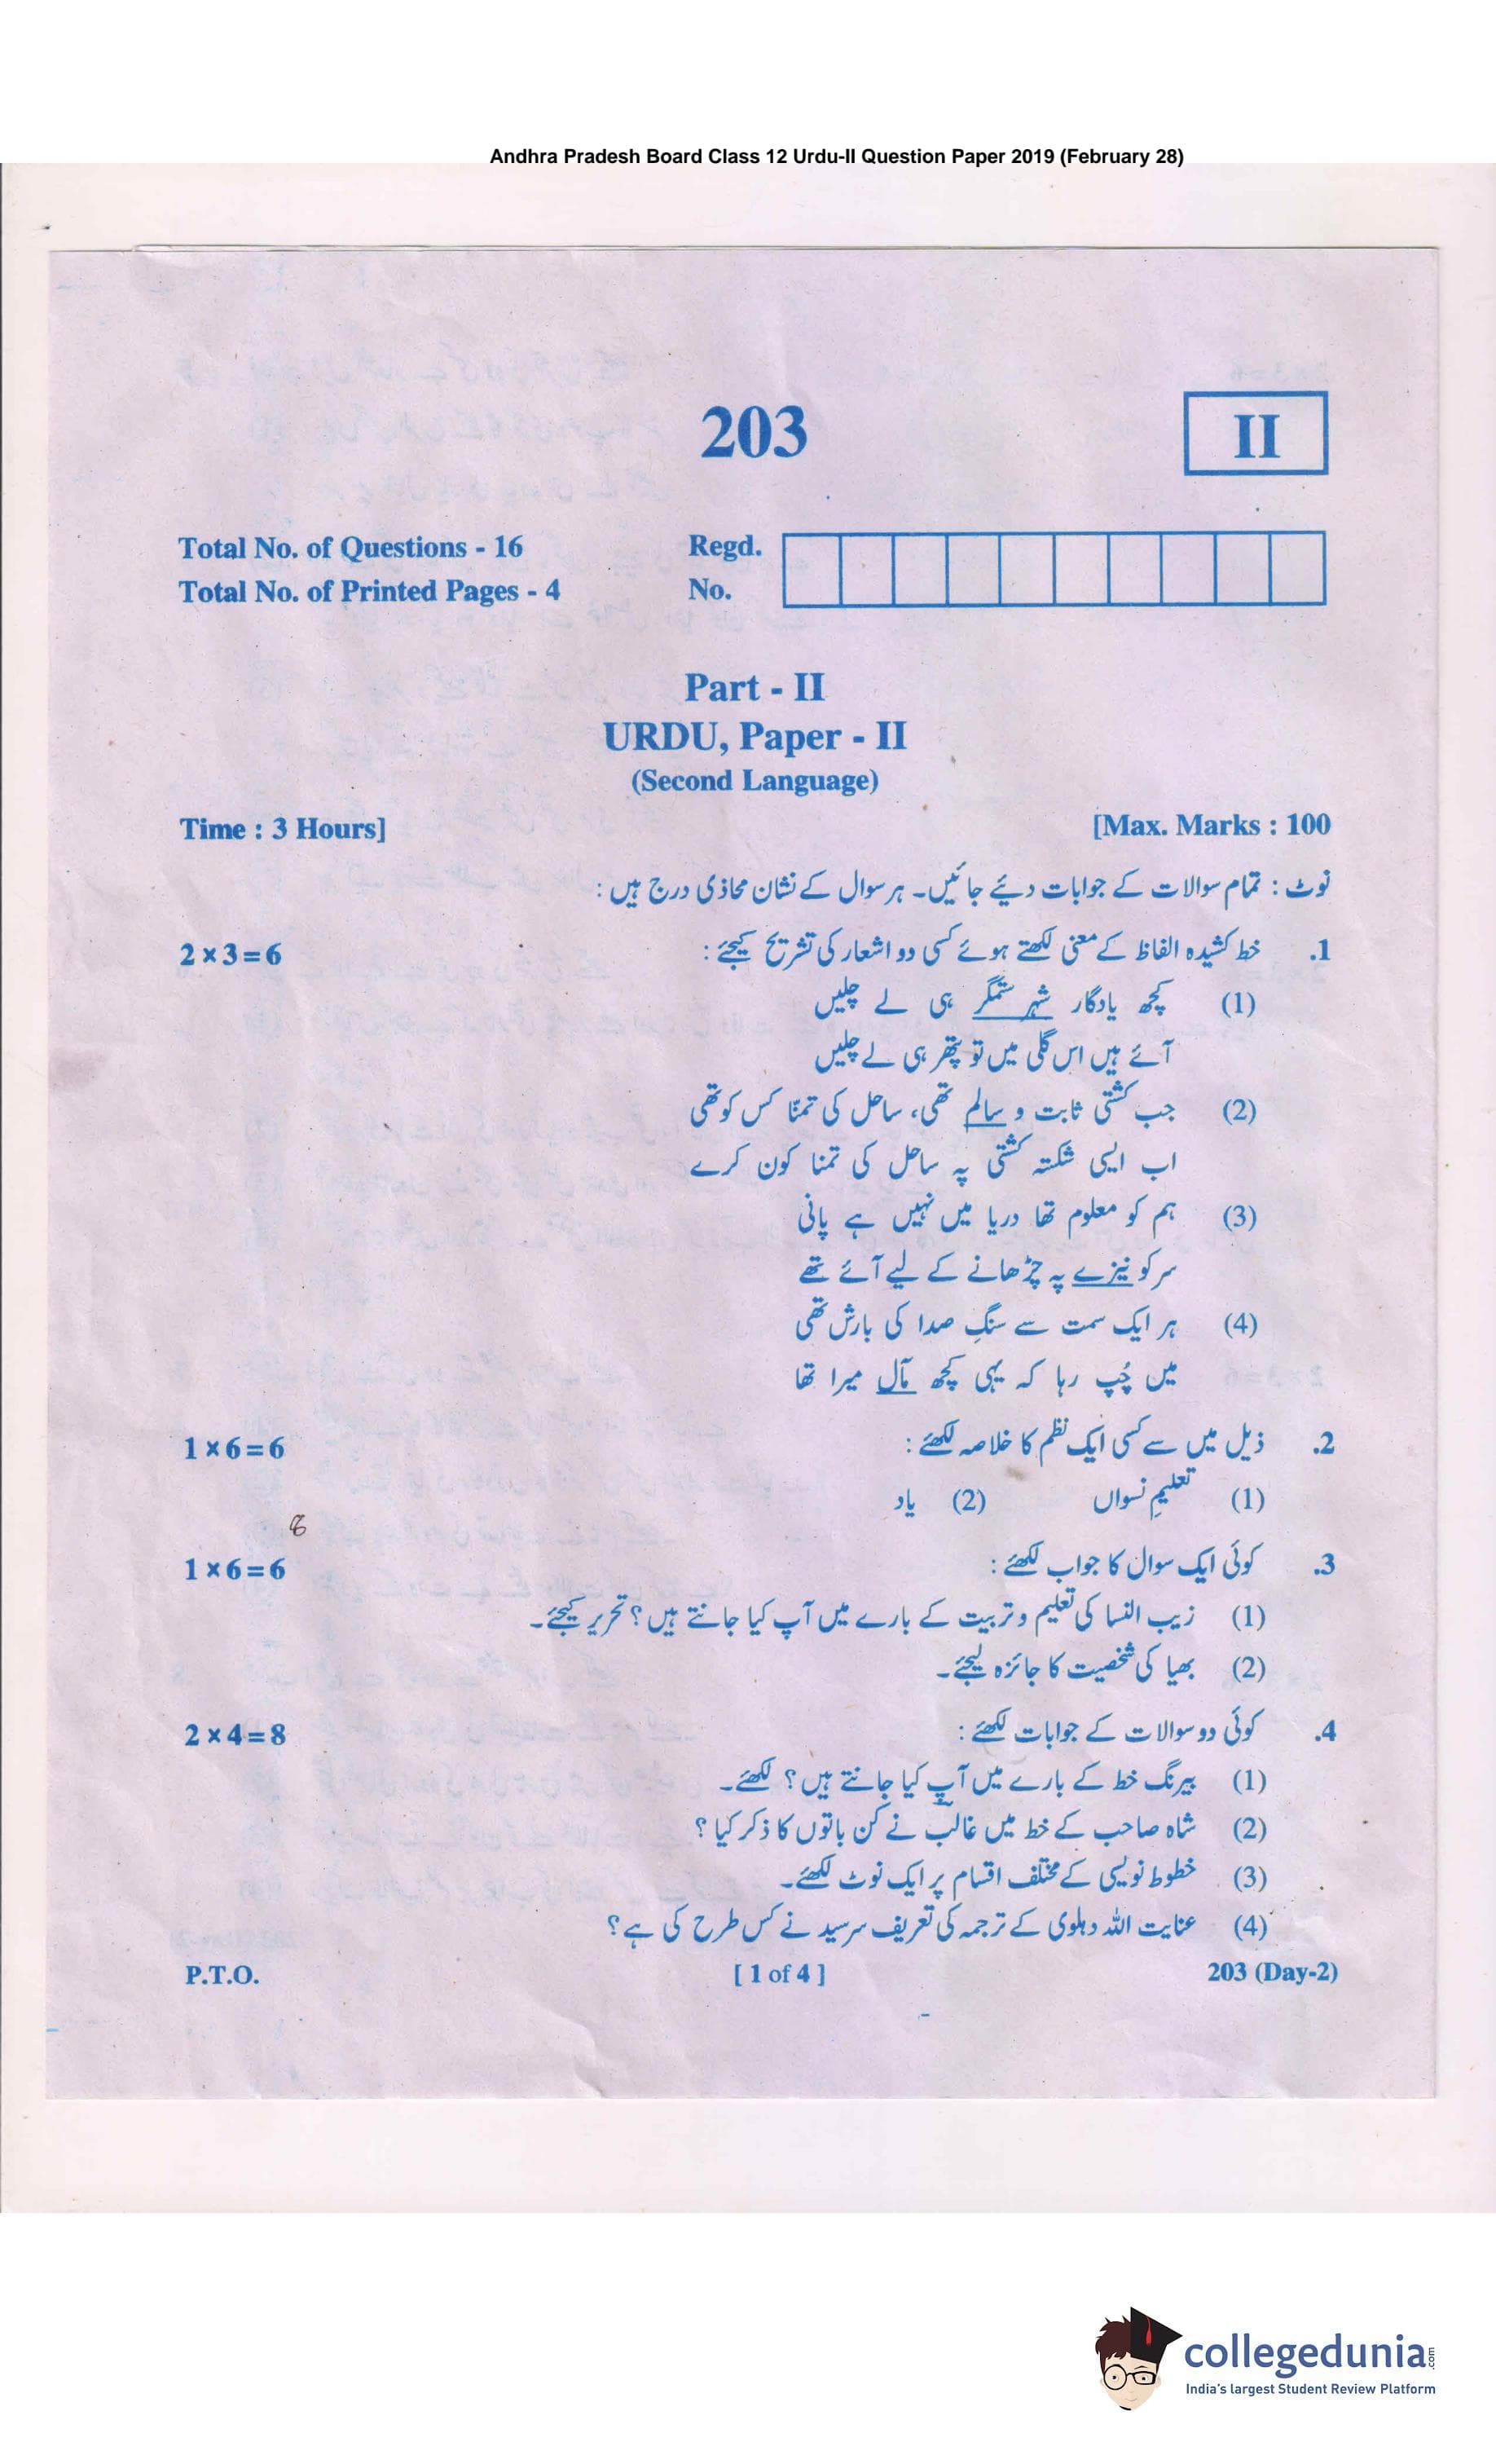 Andhra Pradesh Board Class 12 Urdu-II Question Paper 2019 (February 28)
203
II
Total No. of Questions - 16
Total No. of Printed Pages - 4
Regd.
No.
Part - II
URDU, Paper - II
(Second Language)
Time : 3 Hours] [Max. Marks : 100
نوٹ : تمام سوالات کے جوابات دیئے جائیں۔ ہر سوال کے نشان محاذی درج ہیں :
1. خط کشیدہ الفاظ کے معنی لکھتے ہوئے کسی دو اشعار کی تشریح کیجئے : 2×3=6
(1) کچھ یادگار شہر ستمگر ہی لے چلیں
آئے ہیں اس گلی میں تو پتھر ہی لے چلیں
(2) جب کشتی ثابت و سالم تھی، ساحل کی تمنّا کس کو تھی
اب ایسی شکستہ کشتی پہ ساحل کی تمنا کون کرے
(3) ہم کو معلوم تھا دریا میں نہیں ہے پانی
سر کو نیزے پہ چڑھانے کے لیے آئے تھے
(4) ہر ایک سمت سے سنگِ صدا کی بارش تھی
میں چُپ رہا کہ یہی کچھ مآل میرا تھا
2. ذیل میں سے کسی ایک نظم کا خلاصہ لکھئے : 1×6=6
(1) تعلیمِ نسواں (2) یاد
8
3. کوئی ایک سوال کا جواب لکھئے : 1×6=6
(1) زیب النسا کی تعلیم و تربیت کے بارے میں آپ کیا جانتے ہیں؟ تحریر کیجئے۔
(2) بھیا کی شخصیت کا جائزہ لیجئے۔
4. کوئی دو سوالات کے جوابات لکھئے : 2×4=8
(1) بیرنگ خط کے بارے میں آپ کیا جانتے ہیں؟ لکھئے۔
(2) شاہ صاحب کے خط میں غالب نے کن باتوں کا ذکر کیا؟
(3) خطوط نویسی کے مختلف اقسام پر ایک نوٹ لکھئے۔
(4) عنایت اللہ دہلوی کے ترجمہ کی تعریف سرسید نے کس طرح کی ہے؟
P.T.O. [ 1 of 4 ] 203 (Day-2)
collegedunia.com
India's largest Student Review Platform